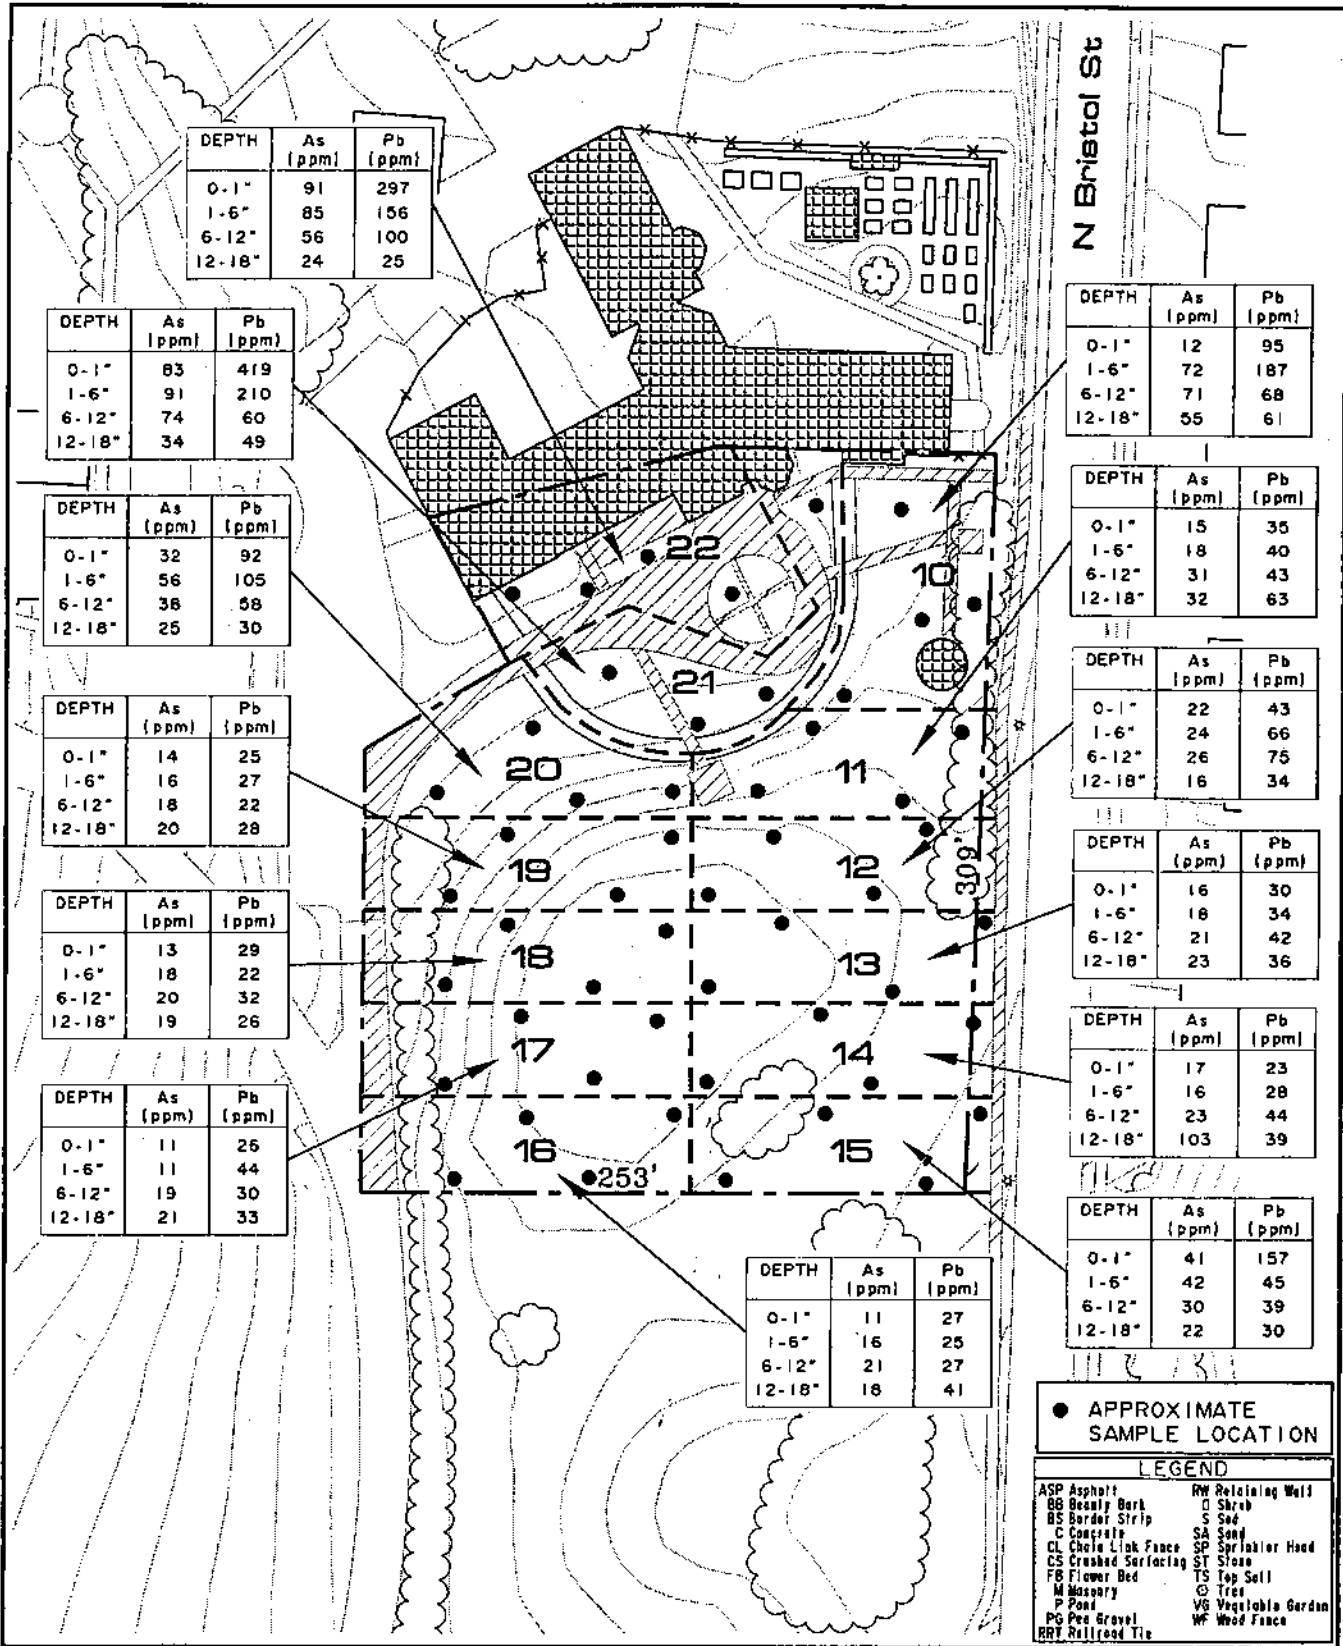 N Bristol St
DEPTH As (ppm) Pb (ppm)
0-1" 91 297
1-6" 85 156
6-12" 56 100
12-18" 24 25
DEPTH As (ppm) Pb (ppm)
0-1" 83 419
1-6" 91 210
6-12" 74 60
12-18" 34 49
DEPTH As (ppm) Pb (ppm)
0-1" 32 92
1-6" 56 105
6-12" 38 58
12-18" 25 30
DEPTH As (ppm) Pb (ppm)
0-1" 14 25
1-6" 16 27
6-12" 18 22
12-18" 20 28
DEPTH As (ppm) Pb (ppm)
0-1" 13 29
1-6" 18 22
6-12" 20 32
12-18" 19 26
DEPTH As (ppm) Pb (ppm)
0-1" 11 26
1-6" 11 44
6-12" 19 30
12-18" 21 33
22
10
21
20
11
19
12
309'
18
13
17
14
16
15
253'
DEPTH As (ppm) Pb (ppm)
0-1" 12 95
1-6" 72 187
6-12" 71 68
12-18" 55 61
DEPTH As (ppm) Pb (ppm)
0-1" 15 35
1-6" 18 40
6-12" 31 43
12-18" 32 63
DEPTH As (ppm) Pb (ppm)
0-1" 22 43
1-6" 24 66
6-12" 26 75
12-18" 16 34
DEPTH As (ppm) Pb (ppm)
0-1" 16 30
1-6" 18 34
6-12" 21 42
12-18" 23 36
DEPTH As (ppm) Pb (ppm)
0-1" 17 23
1-6" 16 28
6-12" 23 44
12-18" 103 39
DEPTH As (ppm) Pb (ppm)
0-1" 41 157
1-6" 42 45
6-12" 30 39
12-18" 22 30
DEPTH As (ppm) Pb (ppm)
0-1" 11 27
1-6" 16 25
6-12" 21 27
12-18" 18 41
APPROXIMATE
SAMPLE LOCATION
LEGEND
ASP Asphalt RW Retaining Wall
BB Beauty Bark Shrub
BS Border Strip S Sod
C Concrete SA Sand
CL Chain Link Fence SP Sprinkler Head
CS Crushed Surfacing ST Stone
FB Flower Bed TS Top Soil
M Masonry Tree
P Pond VG Vegetable Garden
PG Pea Gravel WF Wood Fence
RRT Railroad Tie